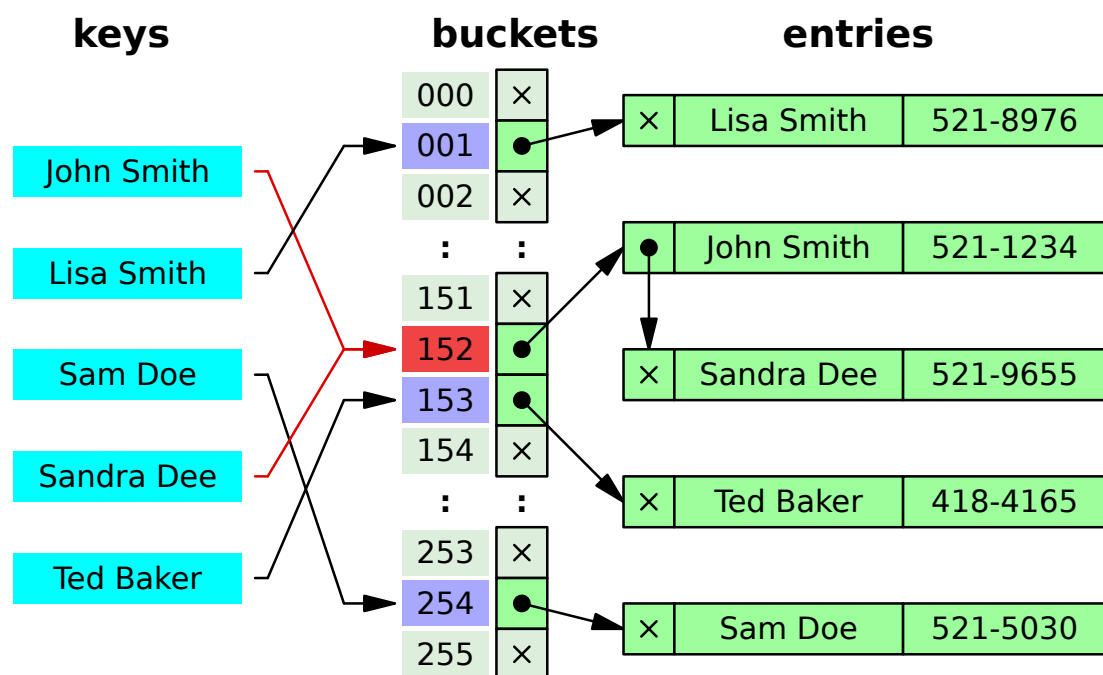 keys
buckets
entries
John Smith
Lisa Smith
Sam Doe
Sandra Dee
Ted Baker
000 ×
001
002 ×
: :
151 ×
152
153
154 ×
: :
253 ×
254
255 ×
× Lisa Smith 521-8976
John Smith 521-1234
× Sandra Dee 521-9655
× Ted Baker 418-4165
× Sam Doe 521-5030